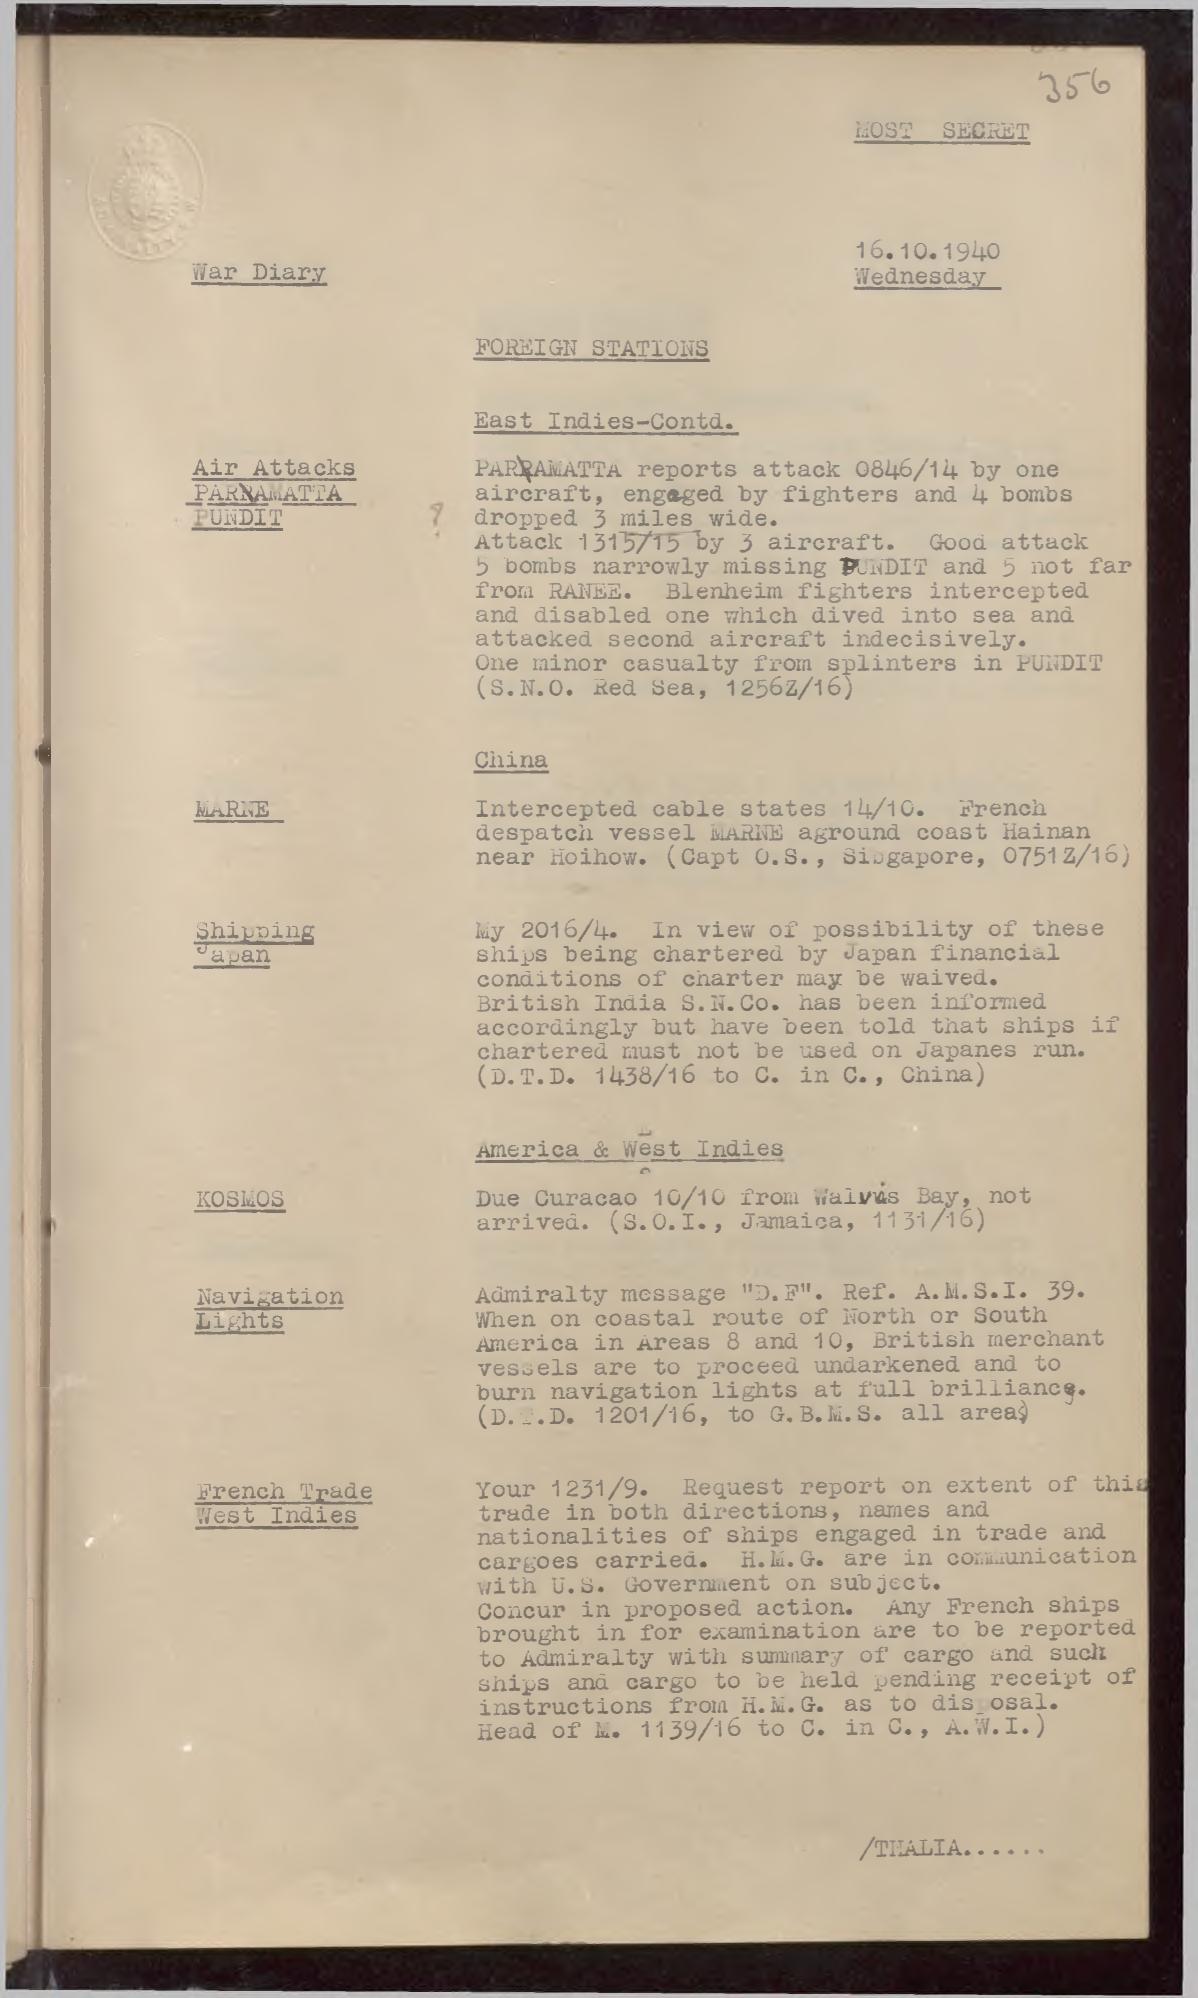 356
MOST SECRET
16.10.1940
War Diary
Wednesday
FOREIGN STATIONS
East Indies-Contd.
Air Attacks
PARRAMATTA
PUNDIT
?
PARRAMATTA reports attack 0846/14 by one
aircraft, engaged by fighters and 4 bombs
dropped 3 miles wide.
Attack 1315/15 by 3 aircraft. Good attack
5 bombs narrowly missing PUNDIT and 5 not far
from RANEE. Blenheim fighters intercepted
and disabled one which dived into sea and
attacked second aircraft indecisively.
One minor casualty from splinters in PUNDIT
(S.N.O. Red Sea, 1256Z/16)
China
MARNE
Intercepted cable states 14/10. French
despatch vessel MARNE aground coast Hainan
near Hoihow. (Capt O.S., Singapore, 0751Z/16)
Shipping
Japan
My 2016/4. In view of possibility of these
ships being chartered by Japan financial
conditions of charter may be waived.
British India S.N.Co. has been informed
accordingly but have been told that ships if
chartered must not be used on Japanes run.
(D.T.D. 1438/16 to C. in C., China)
America & West Indies
KOSMOS
Due Curacao 10/10 from Walvis Bay, not
arrived. (S.O.I., Jamaica, 1131/16)
Navigation
Lights
Admiralty message "D.F". Ref. A.M.S.I. 39.
When on coastal route of North or South
America in Areas 8 and 10, British merchant
vessels are to proceed undarkened and to
burn navigation lights at full brilliance.
(D.T.D. 1201/16, to G.B.M.S. all areas)
French Trade
West Indies
Your 1231/9. Request report on extent of this
trade in both directions, names and
nationalities of ships engaged in trade and
cargoes carried. H.M.G. are in communication
with U.S. Government on subject.
Concur in proposed action. Any French ships
brought in for examination are to be reported
to Admiralty with summary of cargo and such
ships and cargo to be held pending receipt of
instructions from H.M.G. as to disposal.
Head of M. 1139/16 to C. in C., A.W.I.)
/THALIA......